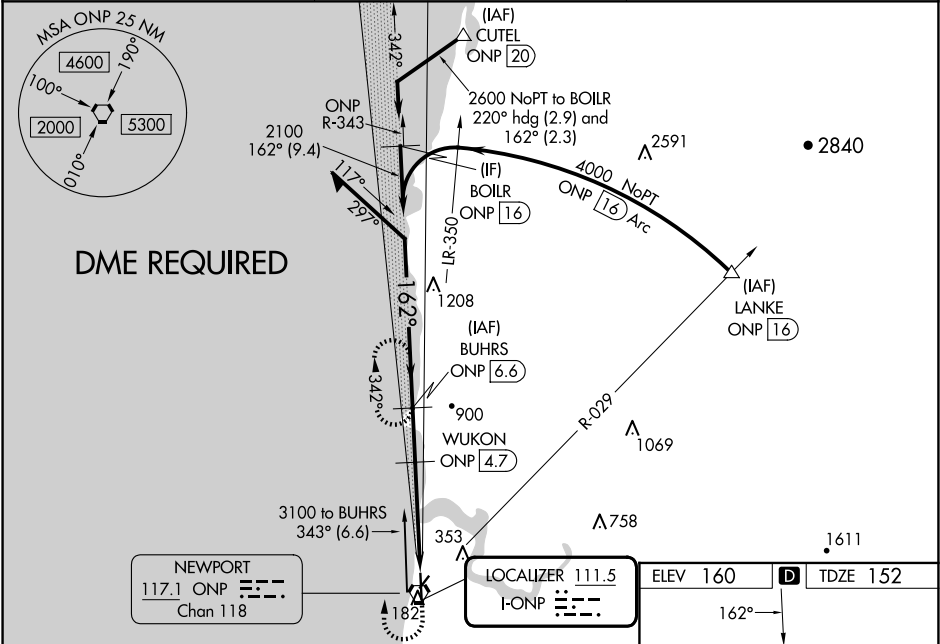 MSA ONP 25 NM
4600
190°
100°
2000
5300
010°
342°
(IAF)
CUTEL
ONP 20
2600 NoPT to BOILR
220° hdg (2.9) and
162° (2.3)
ONP
R-343
2100
162° (9.4)
2591
2840
(IF)
BOILR
ONP 16
4000 NoPT
ONP 16 Arc
117°
297°
LR-350
DME REQUIRED
162°
1208
(IAF)
LANKE
ONP 16
(IAF)
BUHRS
ONP 6.6
342°
900
R-029
1069
WUKON
ONP 4.7
3100 to BUHRS
343° (6.6)
353
758
1611
NEWPORT
117.1 ONP
Chan 118
182
LOCALIZER 111.5
I-ONP
ELEV 160
D
TDZE 152
162°